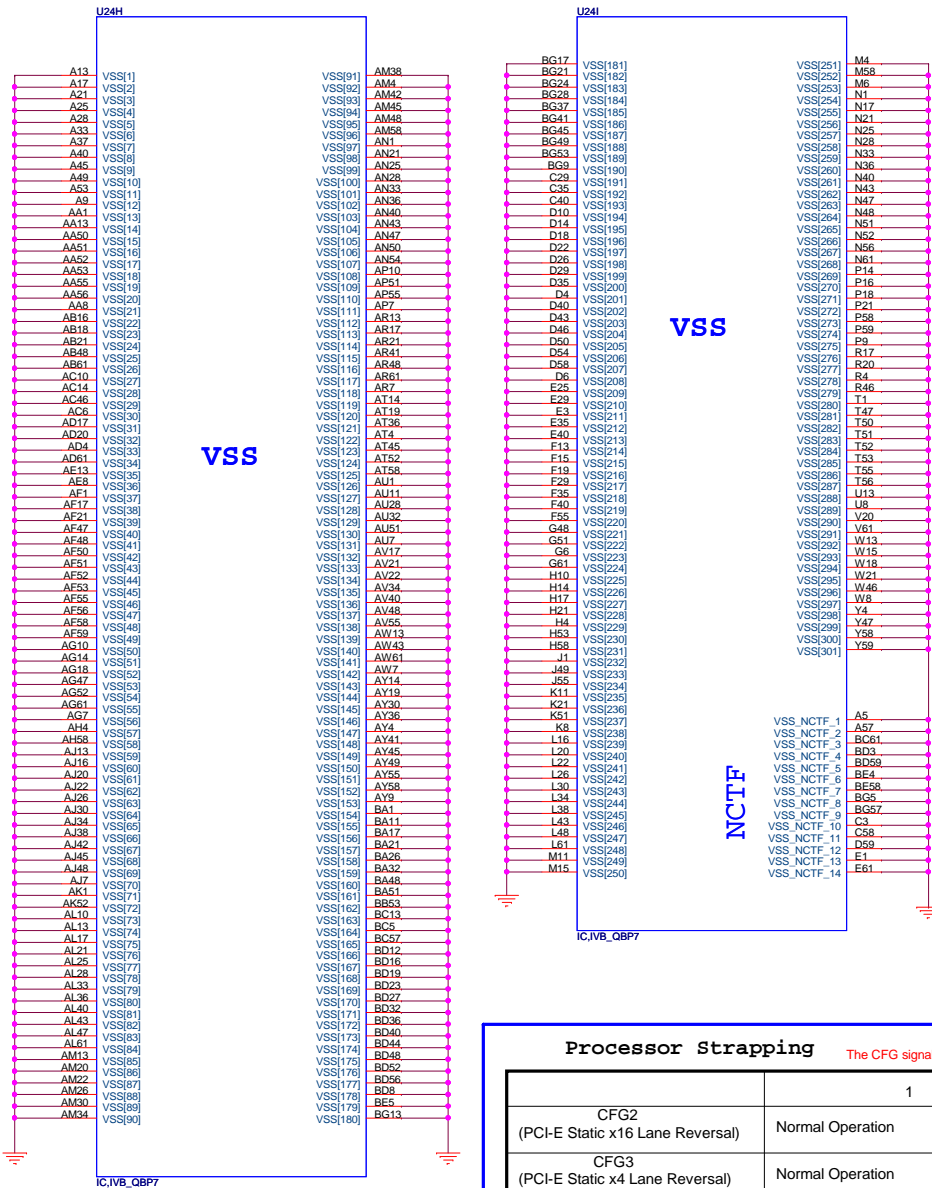 U24H
A13 VSS[1] VSS[91] AM38
A17 VSS[2] VSS[92] AM4
A21 VSS[3] VSS[93] AM42
A25 VSS[4] VSS[94] AM45
A28 VSS[5] VSS[95] AM48
A33 VSS[6] VSS[96] AM58
A37 VSS[7] VSS[97] AN1
A40 VSS[8] VSS[98] AN21
A45 VSS[9] VSS[99] AN25
A49 VSS[10] VSS[100] AN28
A53 VSS[11] VSS[101] AN33
A9 VSS[12] VSS[102] AN36
AA1 VSS[13] VSS[103] AN40
AA13 VSS[14] VSS[104] AN43
AA50 VSS[15] VSS[105] AN47
AA51 VSS[16] VSS[106] AN50
AA52 VSS[17] VSS[107] AN54
AA53 VSS[18] VSS[108] AP10
AA55 VSS[19] VSS[109] AP51
AA56 VSS[20] VSS[110] AP55
AA8 VSS[21] VSS[111] AP7
AB16 VSS[22] VSS[112] AR13
AB18 VSS[23] VSS[113] AR17
AB21 VSS[24] VSS[114] AR21
AB48 VSS[25] VSS[115] AR41
AB61 VSS[26] VSS[116] AR48
AC10 VSS[27] VSS[117] AR61
AC14 VSS[28] VSS[118] AR7
AC46 VSS[29] VSS[119] AT14
AC6 VSS[30] VSS[120] AT19
AD17 VSS[31] VSS[121] AT36
AD20 VSS[32] VSS[122] AT4
AD4 VSS[33] VSS[123] AT45
AD61 VSS[34] VSS[124] AT52
AE13 VSS[35] VSS[125] AT58
AE8 VSS[36] VSS[126] AU1
AF1 VSS[37] VSS[127] AU11
AF17 VSS[38] VSS[128] AU28
AF21 VSS[39] VSS[129] AU32
AF47 VSS[40] VSS[130] AU51
AF48 VSS[41] VSS[131] AU7
AF50 VSS[42] VSS[132] AV17
AF51 VSS[43] VSS[133] AV21
AF52 VSS[44] VSS[134] AV22
AF53 VSS[45] VSS[135] AV34
AF55 VSS[46] VSS[136] AV40
AF56 VSS[47] VSS[137] AV48
AF58 VSS[48] VSS[138] AV55
AF59 VSS[49] VSS[139] AW13
AG10 VSS[50] VSS[140] AW43
AG14 VSS[51] VSS[141] AW61
AG18 VSS[52] VSS[142] AW7
AG47 VSS[53] VSS[143] AY14
AG52 VSS[54] VSS[144] AY19
AG61 VSS[55] VSS[145] AY30
AG7 VSS[56] VSS[146] AY36
AH4 VSS[57] VSS[147] AY4
AH58 VSS[58] VSS[148] AY41
AJ13 VSS[59] VSS[149] AY45
AJ16 VSS[60] VSS[150] AY49
AJ20 VSS[61] VSS[151] AY55
AJ22 VSS[62] VSS[152] AY58
AJ26 VSS[63] VSS[153] AY9
AJ30 VSS[64] VSS[154] BA1
AJ34 VSS[65] VSS[155] BA11
AJ38 VSS[66] VSS[156] BA17
AJ42 VSS[67] VSS[157] BA21
AJ45 VSS[68] VSS[158] BA26
AJ48 VSS[69] VSS[159] BA32
AJ7 VSS[70] VSS[160] BA48
AK1 VSS[71] VSS[161] BA51
AK52 VSS[72] VSS[162] BB53
AL10 VSS[73] VSS[163] BC13
AL13 VSS[74] VSS[164] BC5
AL17 VSS[75] VSS[165] BC57
AL21 VSS[76] VSS[166] BD12
AL25 VSS[77] VSS[167] BD16
AL28 VSS[78] VSS[168] BD19
AL33 VSS[79] VSS[169] BD23
AL36 VSS[80] VSS[170] BD27
AL40 VSS[81] VSS[171] BD32
AL43 VSS[82] VSS[172] BD36
AL47 VSS[83] VSS[173] BD40
AL61 VSS[84] VSS[174] BD44
AM13 VSS[85] VSS[175] BD48
AM20 VSS[86] VSS[176] BD52
AM22 VSS[87] VSS[177] BD56
AM26 VSS[88] VSS[178] BD8
AM30 VSS[89] VSS[179] BE5
AM34 VSS[90] VSS[180] BG13
VSS
IC,IVB_QBP7
U24I
BG17 VSS[181] VSS[251] M4
BG21 VSS[182] VSS[252] M58
BG24 VSS[183] VSS[253] M6
BG28 VSS[184] VSS[254] N1
BG37 VSS[185] VSS[255] N17
BG41 VSS[186] VSS[256] N21
BG45 VSS[187] VSS[257] N25
BG49 VSS[188] VSS[258] N28
BG53 VSS[189] VSS[259] N33
BG9 VSS[190] VSS[260] N36
C29 VSS[191] VSS[261] N40
C35 VSS[192] VSS[262] N43
C40 VSS[193] VSS[263] N47
D10 VSS[194] VSS[264] N48
D14 VSS[195] VSS[265] N51
D18 VSS[196] VSS[266] N52
D22 VSS[197] VSS[267] N56
D26 VSS[198] VSS[268] N61
D29 VSS[199] VSS[269] P14
D35 VSS[200] VSS[270] P16
D4 VSS[201] VSS[271] P18
D40 VSS[202] VSS[272] P21
D43 VSS[203] VSS[273] P58
D46 VSS[204] VSS[274] P59
D50 VSS[205] VSS[275] P9
D54 VSS[206] VSS[276] R17
D58 VSS[207] VSS[277] R20
D6 VSS[208] VSS[278] R4
E25 VSS[209] VSS[279] R46
E29 VSS[210] VSS[280] T1
E3 VSS[211] VSS[281] T47
E35 VSS[212] VSS[282] T50
E40 VSS[213] VSS[283] T51
F13 VSS[214] VSS[284] T52
F15 VSS[215] VSS[285] T53
F19 VSS[216] VSS[286] T55
F29 VSS[217] VSS[287] T56
F35 VSS[218] VSS[288] U13
F40 VSS[219] VSS[289] U8
F55 VSS[220] VSS[290] V20
G48 VSS[221] VSS[291] V61
G51 VSS[222] VSS[292] W13
G6 VSS[223] VSS[293] W15
G61 VSS[224] VSS[294] W18
H10 VSS[225] VSS[295] W21
H14 VSS[226] VSS[296] W46
H17 VSS[227] VSS[297] W8
H21 VSS[228] VSS[298] Y4
H4 VSS[229] VSS[299] Y47
H53 VSS[230] VSS[300] Y58
H58 VSS[231] VSS[301] Y59
J1 VSS[232]
J49 VSS[233]
J55 VSS[234]
K11 VSS[235]
K21 VSS[236]
K51 VSS[237] VSS_NCTF_1 A5
K8 VSS[238] VSS_NCTF_2 A57
L16 VSS[239] VSS_NCTF_3 BC61
L20 VSS[240] VSS_NCTF_4 BD3
L22 VSS[241] VSS_NCTF_5 BD59
L26 VSS[242] VSS_NCTF_6 BE4
L30 VSS[243] VSS_NCTF_7 BE58
L34 VSS[244] VSS_NCTF_8 BG5
L38 VSS[245] VSS_NCTF_9 BG57
L43 VSS[246] VSS_NCTF_10 C3
L48 VSS[247] VSS_NCTF_11 C58
L61 VSS[248] VSS_NCTF_12 D59
M11 VSS[249] VSS_NCTF_13 E1
M15 VSS[250] VSS_NCTF_14 E61
VSS
NCTF
IC,IVB_QBP7
Processor Strapping The CFG signa
1
CFG2
(PCI-E Static x16 Lane Reversal) Normal Operation
CFG3
(PCI-E Static x4 Lane Reversal) Normal Operation